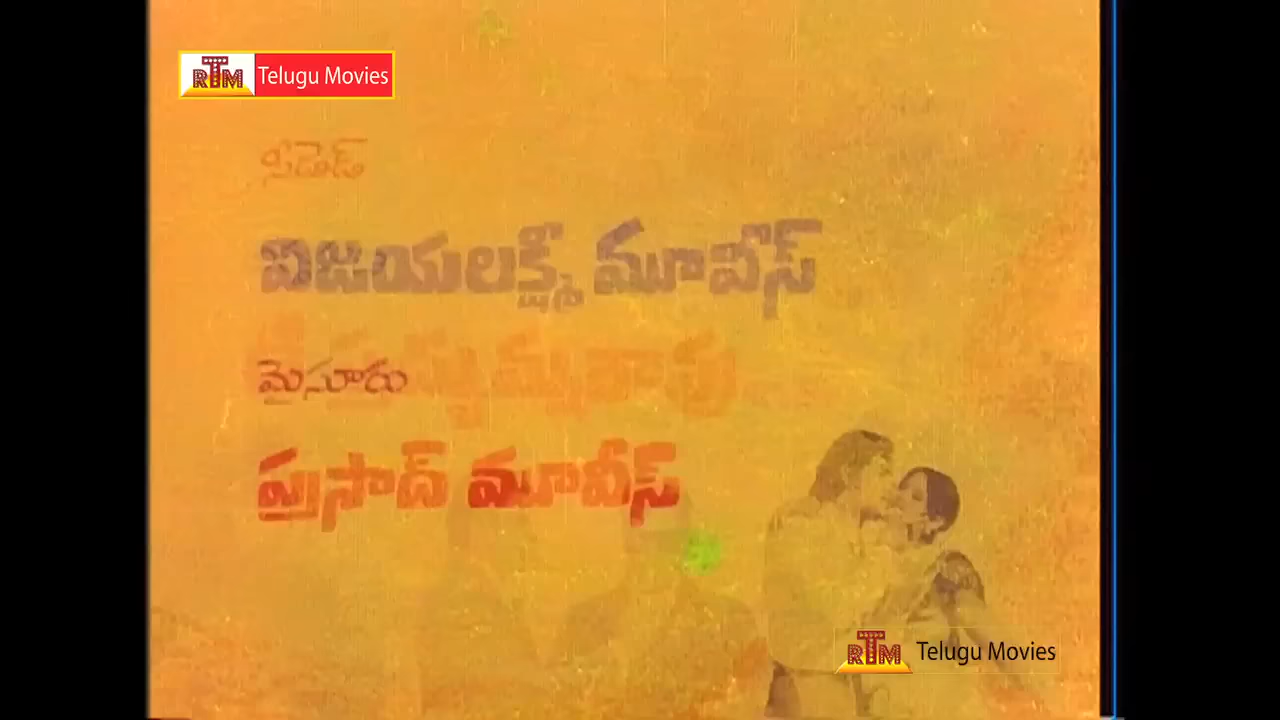 RTM Telugu Movies
సీడెడ్
విజయలక్ష్మీ మూవీస్
మైసూరు
ప్రసాద్ మూవీస్
RTM Telugu Movies